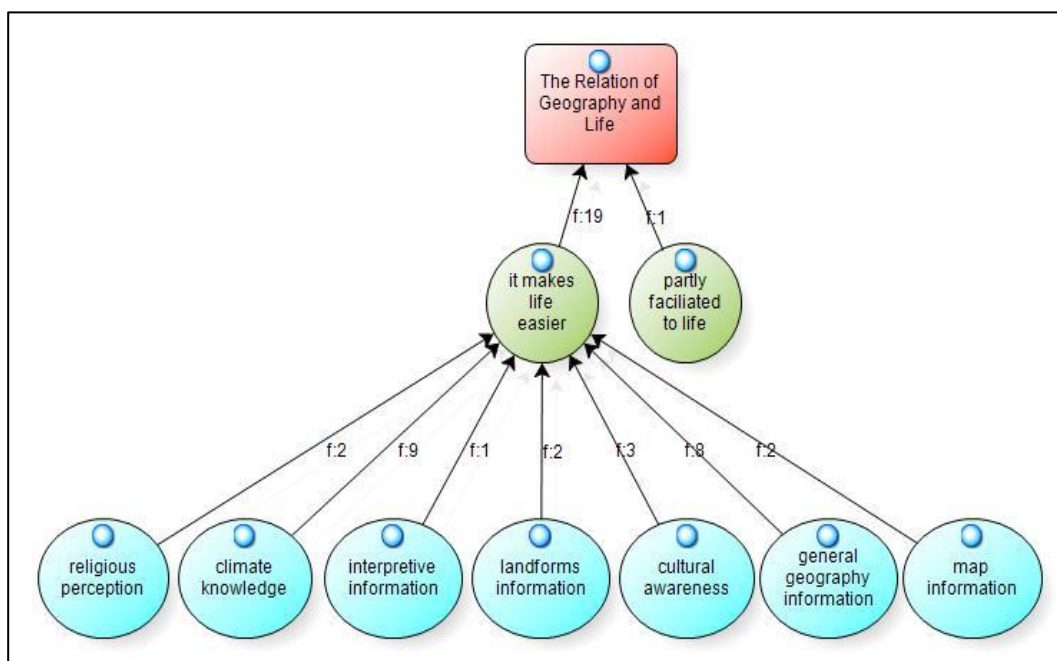 The Relation of
Geography and
Life
f:19
f:1
it makes
life
easier
partly
faciliated
to life
f:2
f:9
f:1
f:2
f:3
f:8
f:2
religious
perception
climate
knowledge
interpretive
information
landforms
information
cultural
awareness
general
geography
information
map
information